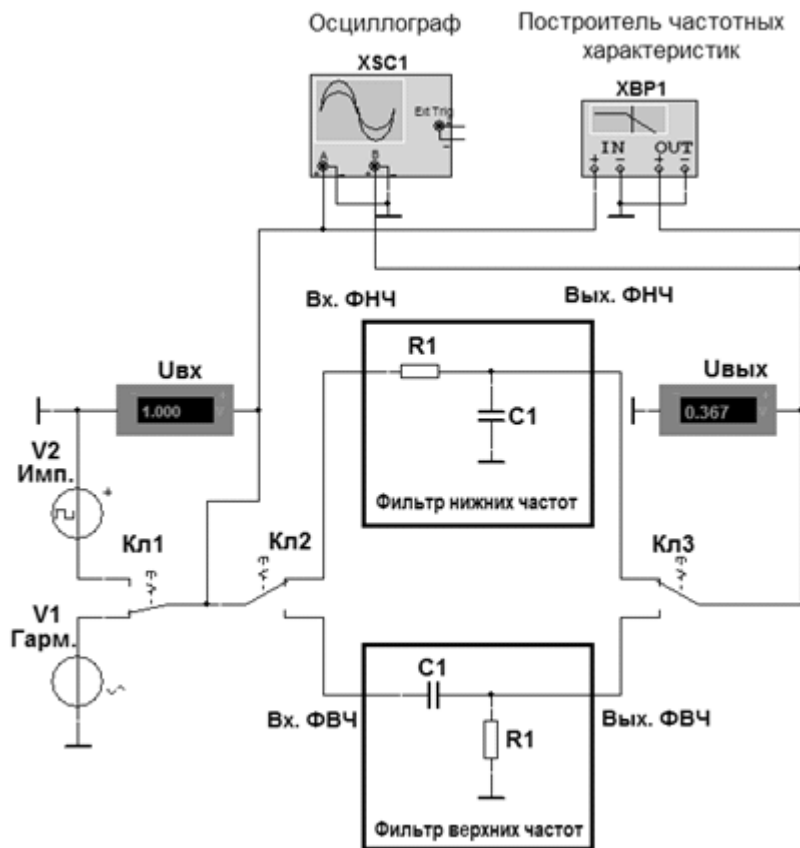 Осциллограф
Построитель частотных
характеристик
XSC1
XBP1
Ext Trig
+
−
A
B
+ − + −
IN OUT
+ − + −
Вх. ФНЧ
Вых. ФНЧ
Uвх
1.000
V
R1
C1
Фильтр нижних частот
Uвых
0.367
V
V2
Имп.
+
Кл1
Кл2
Кл3
V1
Гарм.
C1
R1
Вх. ФВЧ
Вых. ФВЧ
Фильтр верхних частот